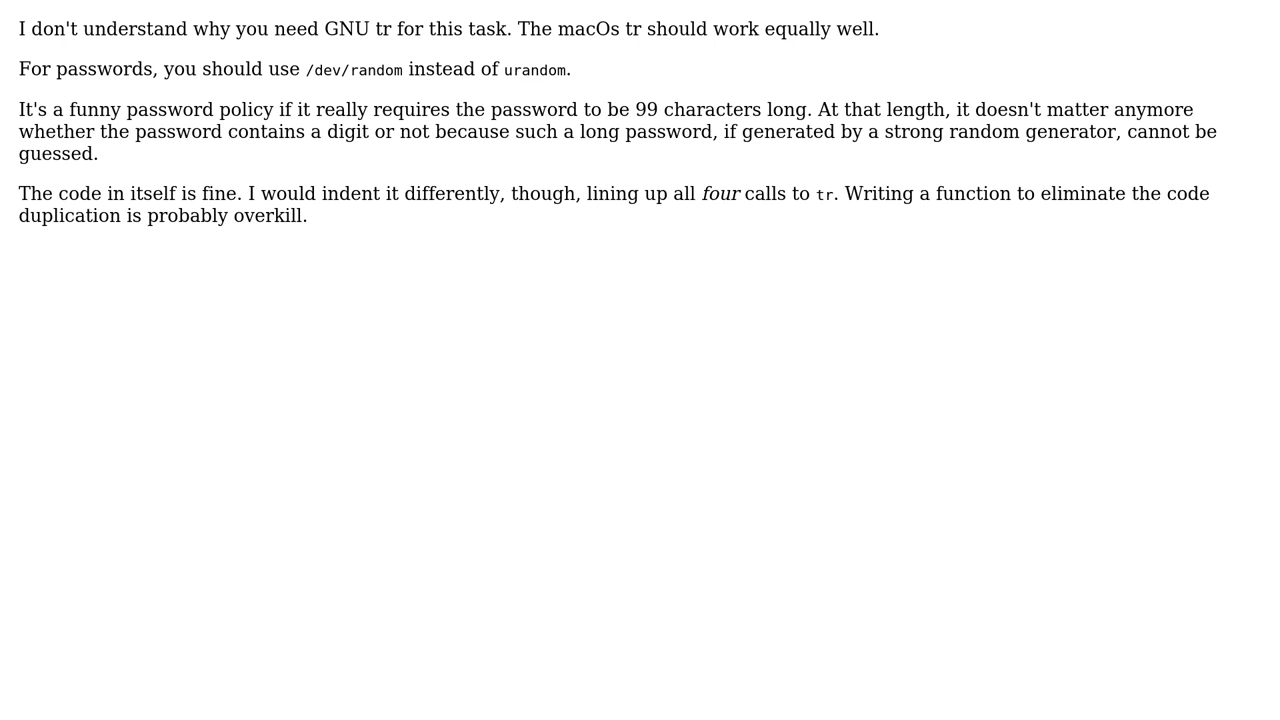 I don't understand why you need GNU tr for this task. The macOs tr should work equally well.
For passwords, you should use /dev/random instead of urandom.
It's a funny password policy if it really requires the password to be 99 characters long. At that length, it doesn't matter anymore
whether the password contains a digit or not because such a long password, if generated by a strong random generator, cannot be
guessed.
The code in itself is fine. I would indent it differently, though, lining up all four calls to tr. Writing a function to eliminate the code
duplication is probably overkill.